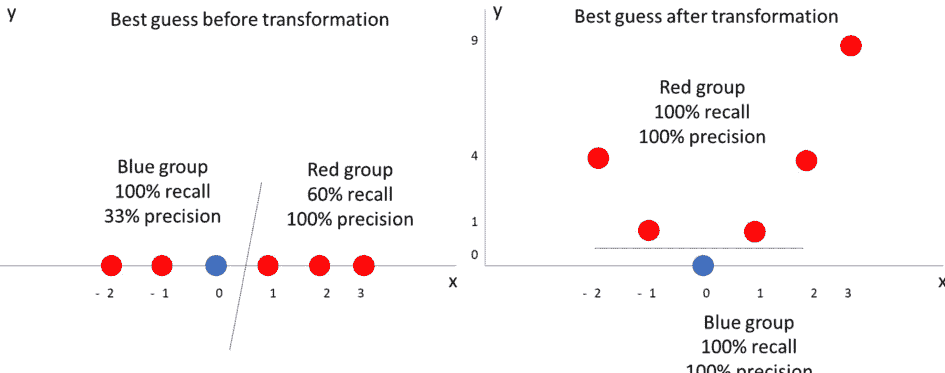 y
Best guess before transformation
Blue group
100% recall
33% precision
Red group
60% recall
100% precision
x
- 2 - 1 0 1 2 3
y
Best guess after transformation
9
Red group
100% recall
100% precision
4
1
0
x
- 2 - 1 0 1 2 3
Blue group
100% recall
100% precision